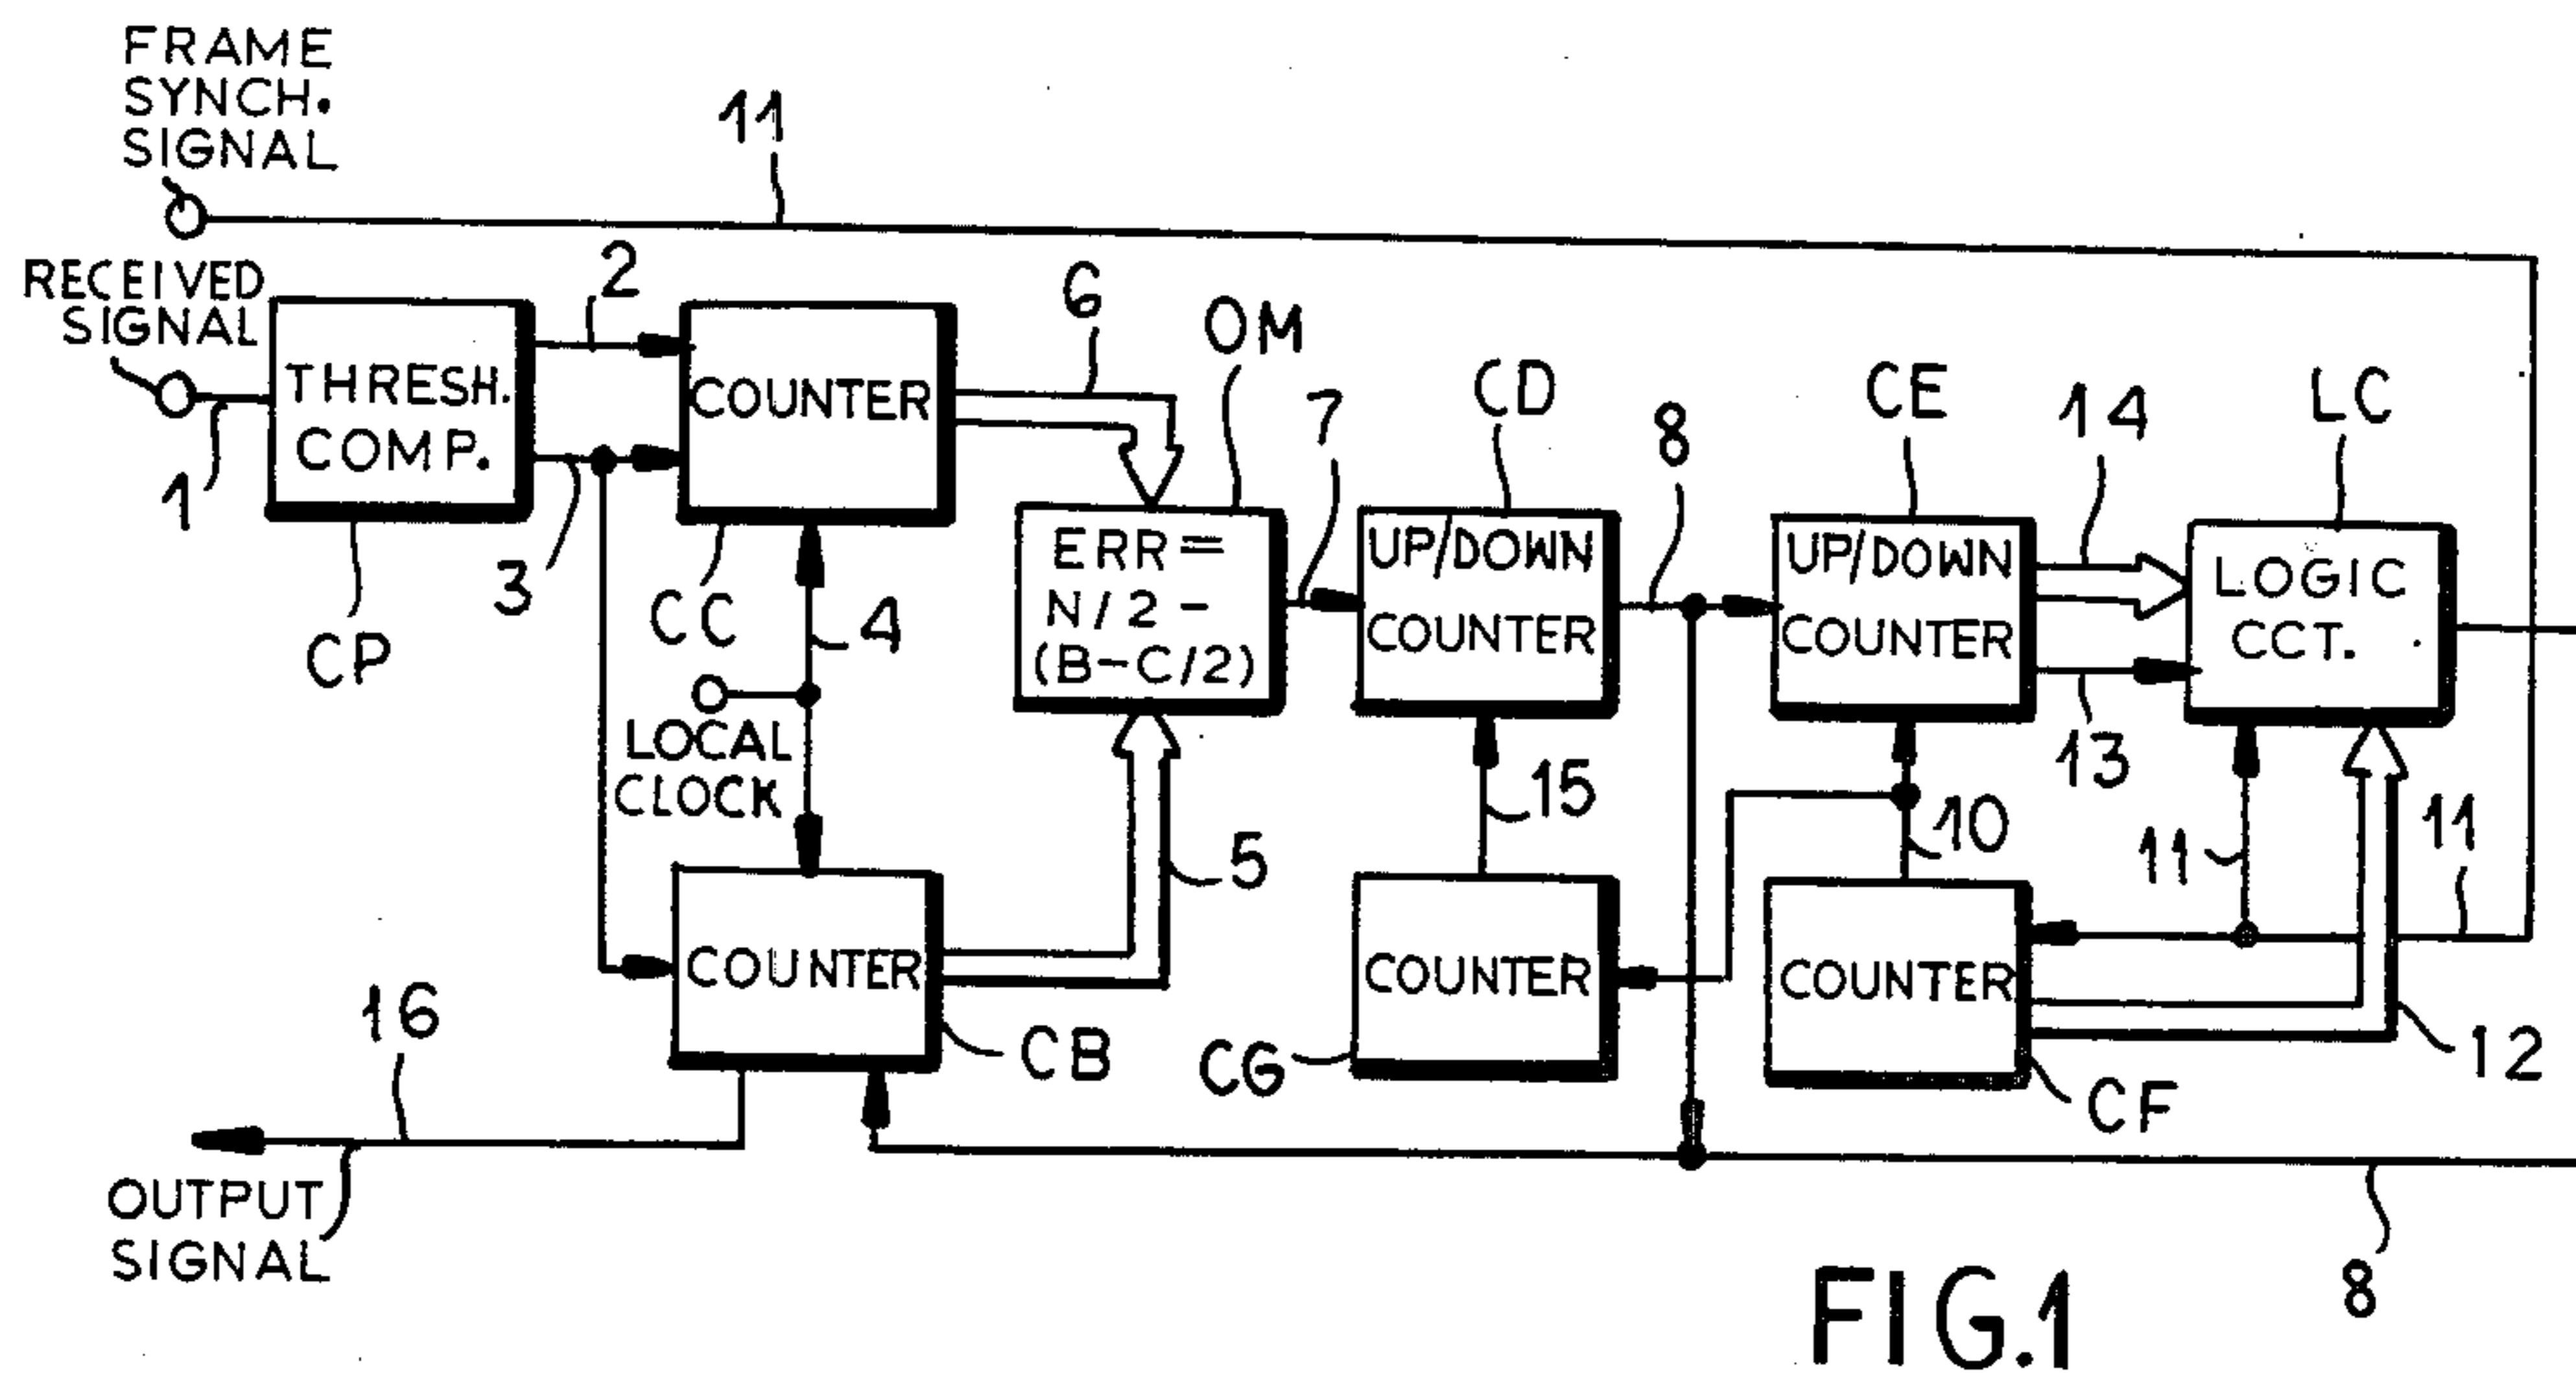 FRAME
SYNCH.
SIGNAL
11
RECEIVED
SIGNAL
1
THRESH.
COMP.
CP
2
3
COUNTER
CC
4
LOCAL
CLOCK
6
OM
ERR=
N/2-
(B-C/2)
7
CD
UP/DOWN
COUNTER
8
CE
UP/DOWN
COUNTER
14
13
LC
LOGIC
CCT.
COUNTER
CB
5
15
COUNTER
CG
10
COUNTER
CF
11
11
12
16
OUTPUT
SIGNAL
8
FIG.1